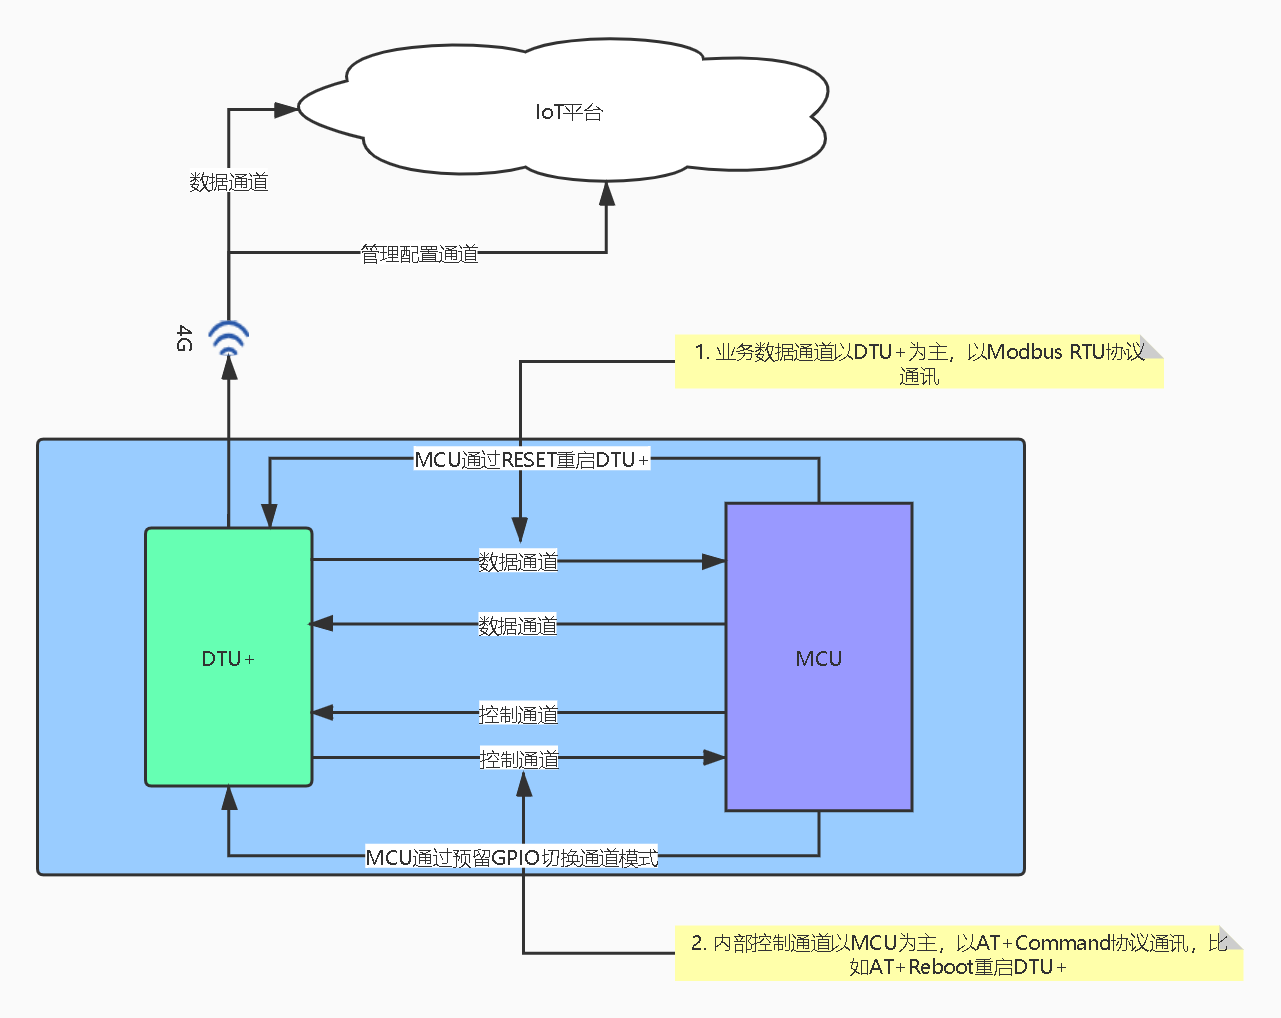 IoT平台
数据通道
管理配置通道
4G
1. 业务数据通道以DTU+为主，以Modbus RTU协议
通讯
MCU通过RESET重启DTU+
数据通道
数据通道
DTU+
MCU
控制通道
控制通道
MCU通过预留GPIO切换通道模式
2. 内部控制通道以MCU为主，以AT+Command协议通讯，比
如AT+Reboot重启DTU+